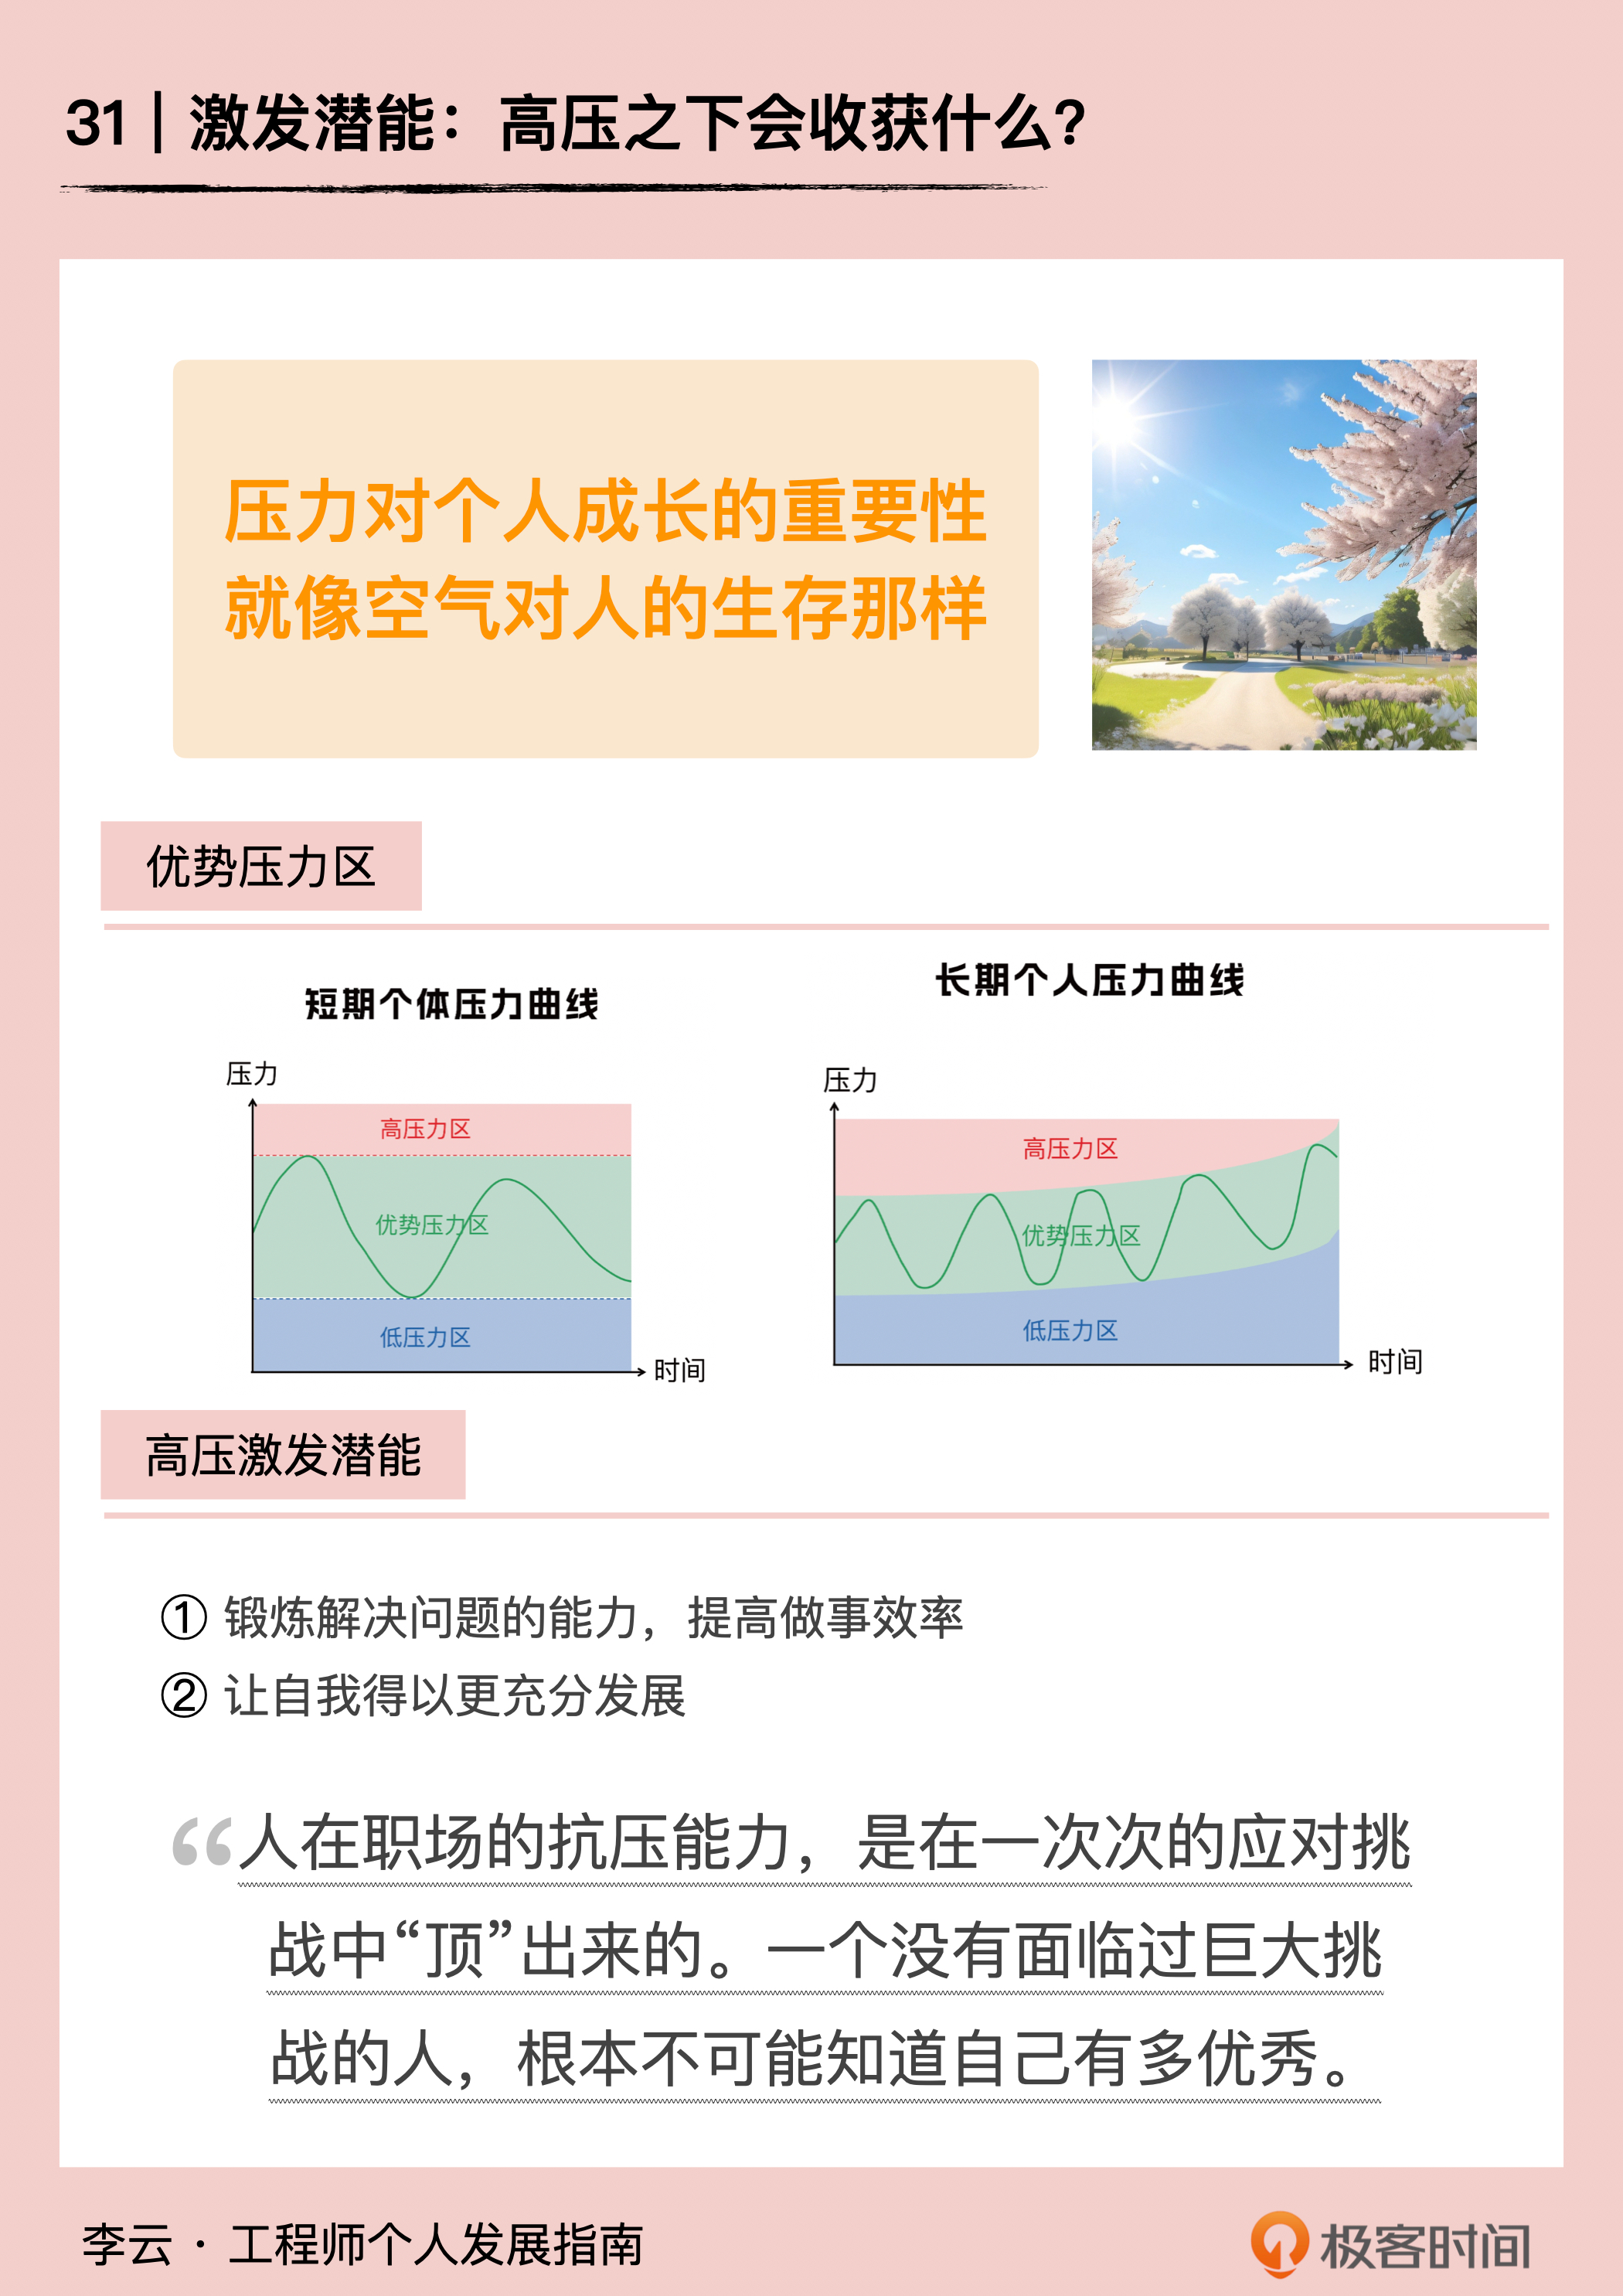 31｜激发潜能：高压之下会收获什么?
压力对个人成长的重要性
就像空气对人的生存那样
优势压力区
短期个体压力曲线
压力
高压力区
优势压力区
低压力区
时间
长期个人压力曲线
压力
高压力区
优势压力区
低压力区
时间
高压激发潜能
① 锻炼解决问题的能力，提高做事效率
② 让自我得以更充分发展
“人在职场的抗压能力，是在一次次的应对挑
战中“顶”出来的。一个没有面临过巨大挑
战的人，根本不可能知道自己有多优秀。
李云 · 工程师个人发展指南
极客时间